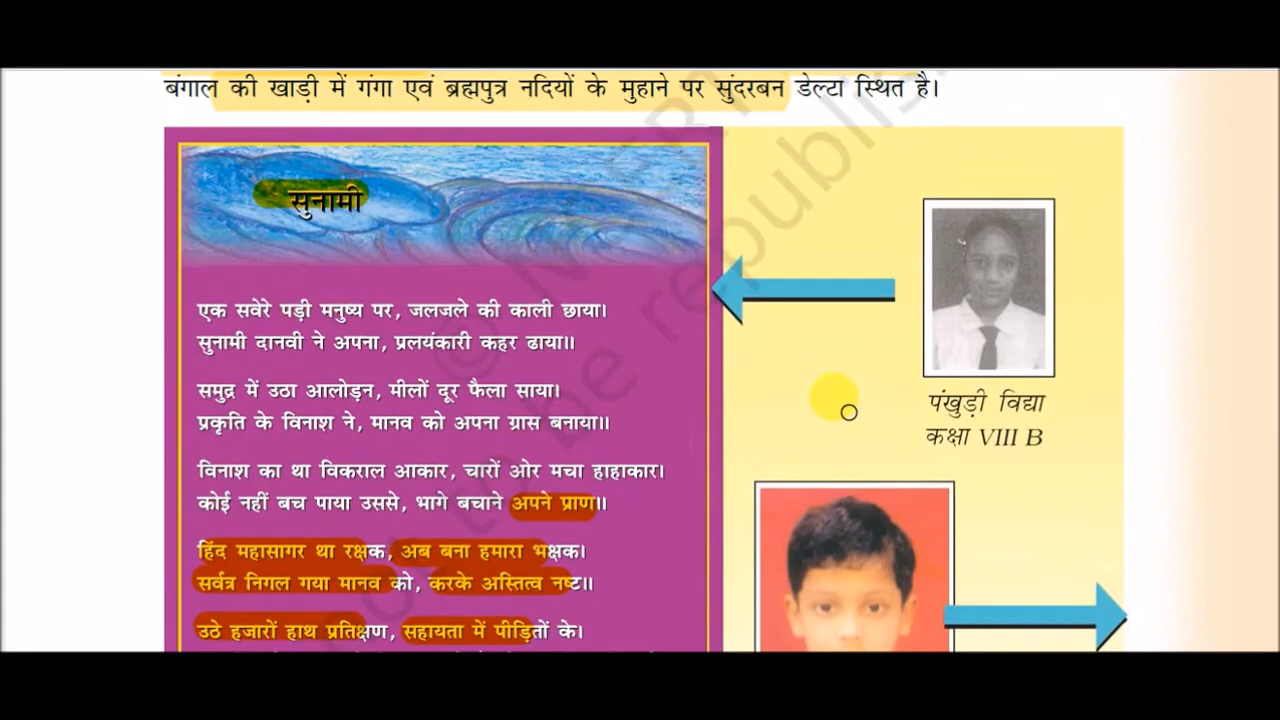 बंगाल की खाड़ी में गंगा एवं ब्रह्मपुत्र नदियों के मुहाने पर सुंदरबन डेल्टा स्थित है।
सुनामी
एक सवेरे पड़ी मनुष्य पर, जलजले की काली छाया।
सुनामी दानवी ने अपना, प्रलयंकारी कहर ढाया॥
समुद्र में उठा आलोड़न, मीलों दूर फैला साया।
प्रकृति के विनाश ने, मानव को अपना ग्रास बनाया॥
विनाश का था विकराल आकार, चारों ओर मचा हाहाकार।
कोई नहीं बच पाया उससे, भागे बचाने अपने प्राण॥
हिंद महासागर था रक्षक, अब बना हमारा भक्षक।
सर्वत्र निगल गया मानव को, करके अस्तित्व नष्ट॥
उठे हजारों हाथ प्रतिक्षण, सहायता में पीड़ितों के।
पंखुड़ी विद्या
कक्षा VIII B